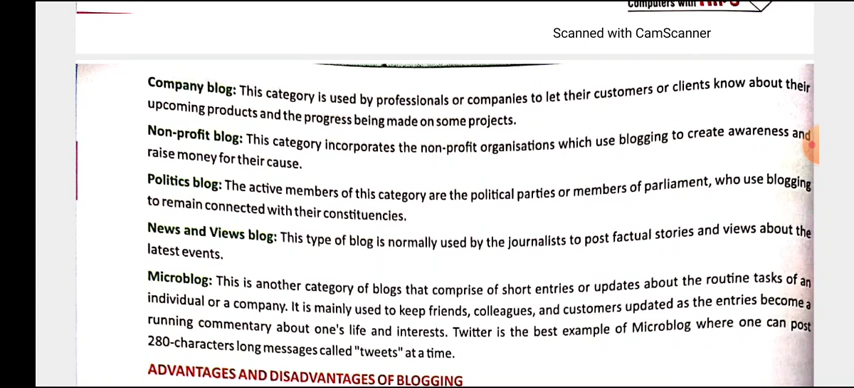 Computers with
Scanned with CamScanner
Company blog: This category is used by professionals or companies to let their customers or clients know about their
upcoming products and the progress being made on some projects.
Non-profit blog: This category incorporates the non-profit organisations which use blogging to create awareness and
raise money for their cause.
Politics blog: The active members of this category are the political parties or members of parliament, who use blogging
to remain connected with their constituencies.
News and Views blog: This type of blog is normally used by the journalists to post factual stories and views about the
latest events.
Microblog: This is another category of blogs that comprise of short entries or updates about the routine tasks of an
individual or a company. It is mainly used to keep friends, colleagues, and customers updated as the entries become a
running commentary about one's life and interests. Twitter is the best example of Microblog where one can post
280-characters long messages called "tweets" at a time.
ADVANTAGES AND DISADVANTAGES OF BLOGGING